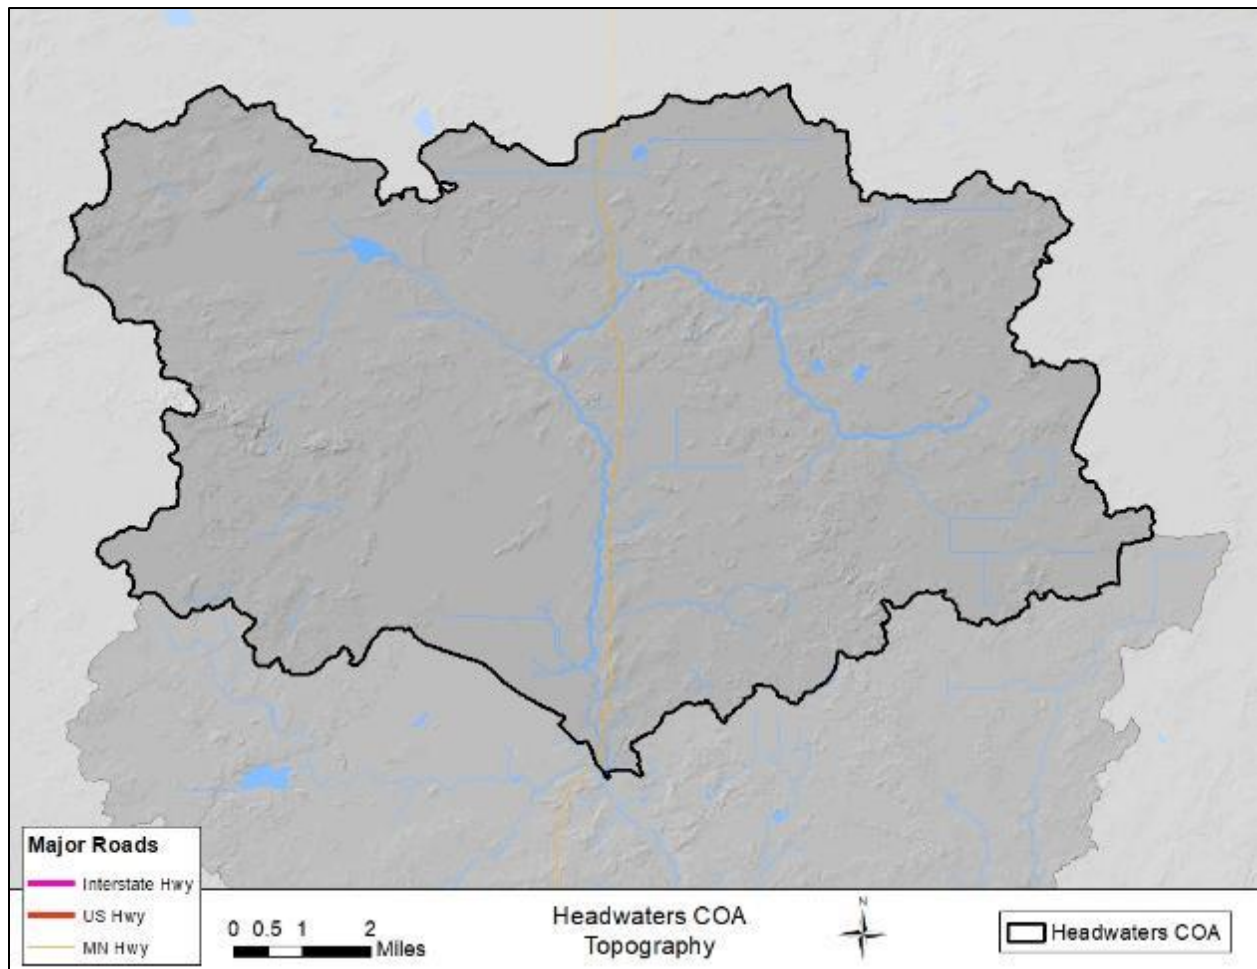 Major Roads
Interstate Hwy
US Hwy
MN Hwy
0 0.5 1 2
Miles
Headwaters COA
Topography
N
Headwaters COA